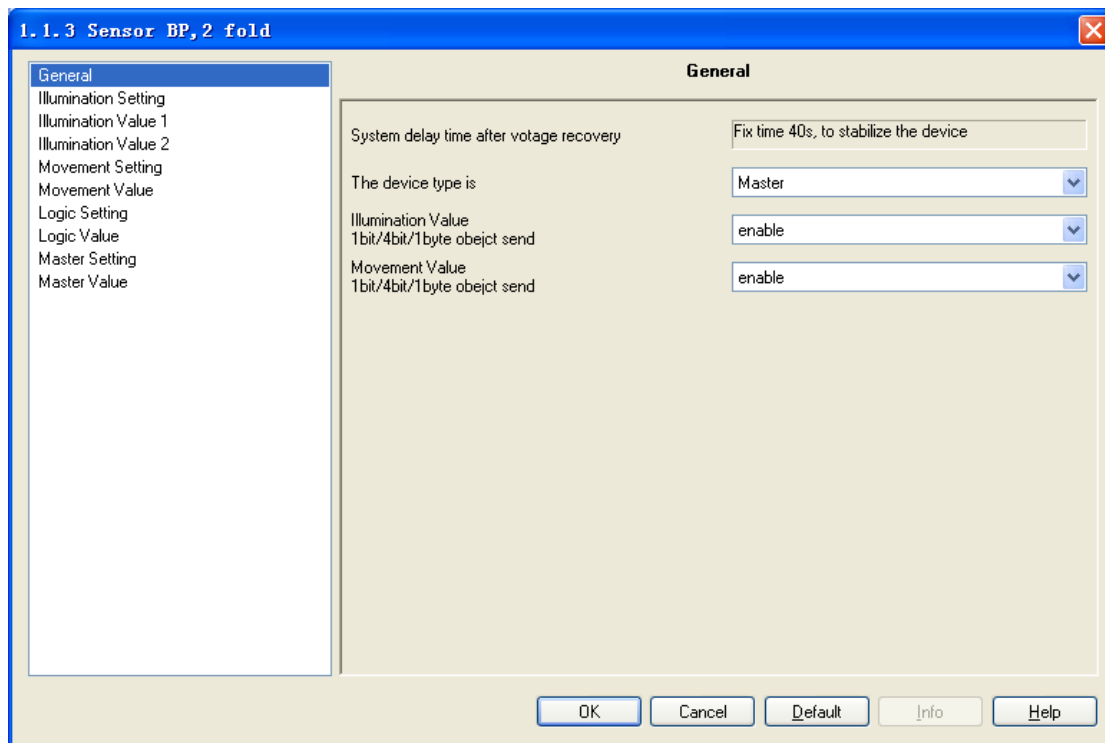 1.1.3 Sensor BP,2 fold
General
Illumination Setting
Illumination Value 1
Illumination Value 2
Movement Setting
Movement Value
Logic Setting
Logic Value
Master Setting
Master Value
General
System delay time after votage recovery
Fix time 40s, to stabilize the device
The device type is
Master
Illumination Value
1bit/4bit/1byte obejct send
enable
Movement Value
1bit/4bit/1byte obejct send
enable
OK
Cancel
Default
Info
Help